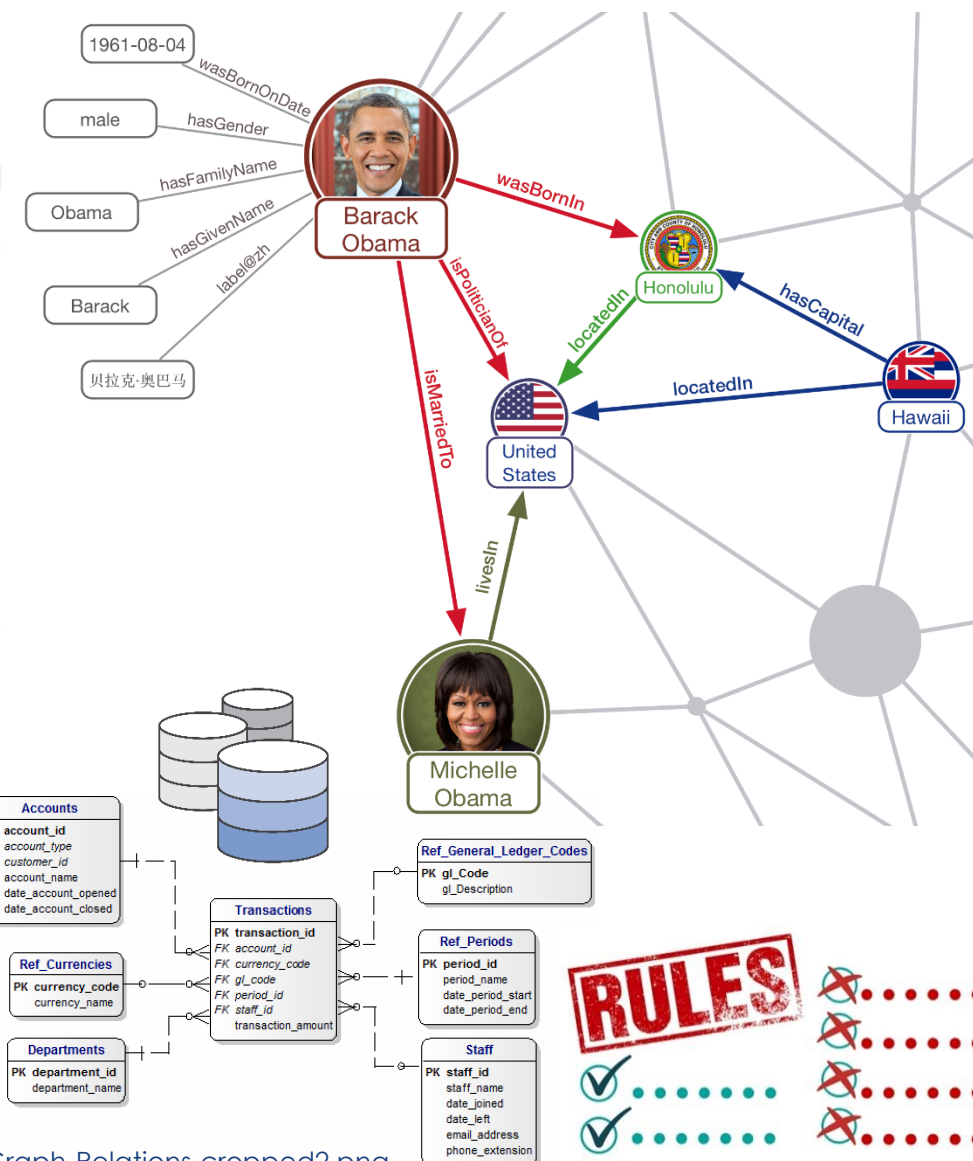 1961-08-04
wasBornOnDate
male
hasGender
hasFamilyName
Obama
hasGivenName
Barack
label@zh
贝拉克·奥巴马
Barack
Obama
wasBornIn
isPoliticianOf
isMarriedTo
Honolulu
locatedIn
hasCapital
locatedIn
Hawaii
United
States
livesIn
Michelle
Obama
Accounts
account_id
account_type
customer_id
account_name
date_account_opened
date_account_closed
Ref_Currencies
PK currency_code
currency_name
Departments
PK department_id
department_name
Transactions
PK transaction_id
FK account_id
FK currency_code
FK gl_code
FK period_id
FK staff_id
transaction_amount
Ref_General_Ledger_Codes
PK gl_Code
gl_Description
Ref_Periods
PK period_id
period_name
date_period_start
date_period_end
Staff
PK staff_id
staff_name
date_joined
date_left
email_address
phone_extension
RULES
Graph-Relations-cropped2.png